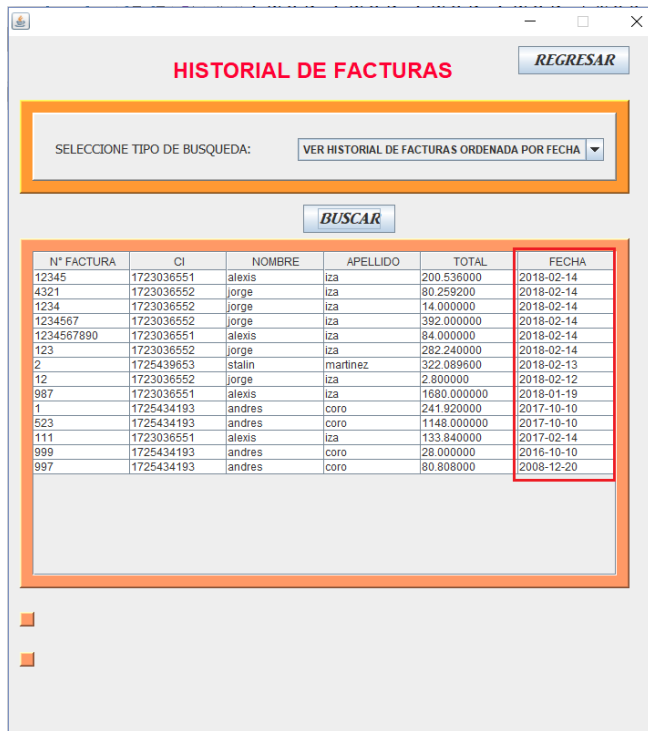 HISTORIAL DE FACTURAS
REGRESAR
SELECCIONE TIPO DE BUSQUEDA:
VER HISTORIAL DE FACTURAS ORDENADA POR FECHA
BUSCAR
N° FACTURA CI NOMBRE APELLIDO TOTAL FECHA
12345 1723036551 alexis iza 200.536000 2018-02-14
4321 1723036552 jorge iza 80.259200 2018-02-14
1234 1723036552 jorge iza 14.000000 2018-02-14
1234567 1723036552 jorge iza 392.000000 2018-02-14
1234567890 1723036551 alexis iza 84.000000 2018-02-14
123 1723036552 jorge iza 282.240000 2018-02-14
2 1725439653 stalin martinez 322.089600 2018-02-13
12 1723036552 jorge iza 2.800000 2018-02-12
987 1723036551 alexis iza 1680.000000 2018-01-19
1 1725434193 andres coro 241.920000 2017-10-10
523 1725434193 andres coro 1148.000000 2017-10-10
111 1723036551 alexis iza 133.840000 2017-02-14
999 1725434193 andres coro 28.000000 2016-10-10
997 1725434193 andres coro 80.808000 2008-12-20